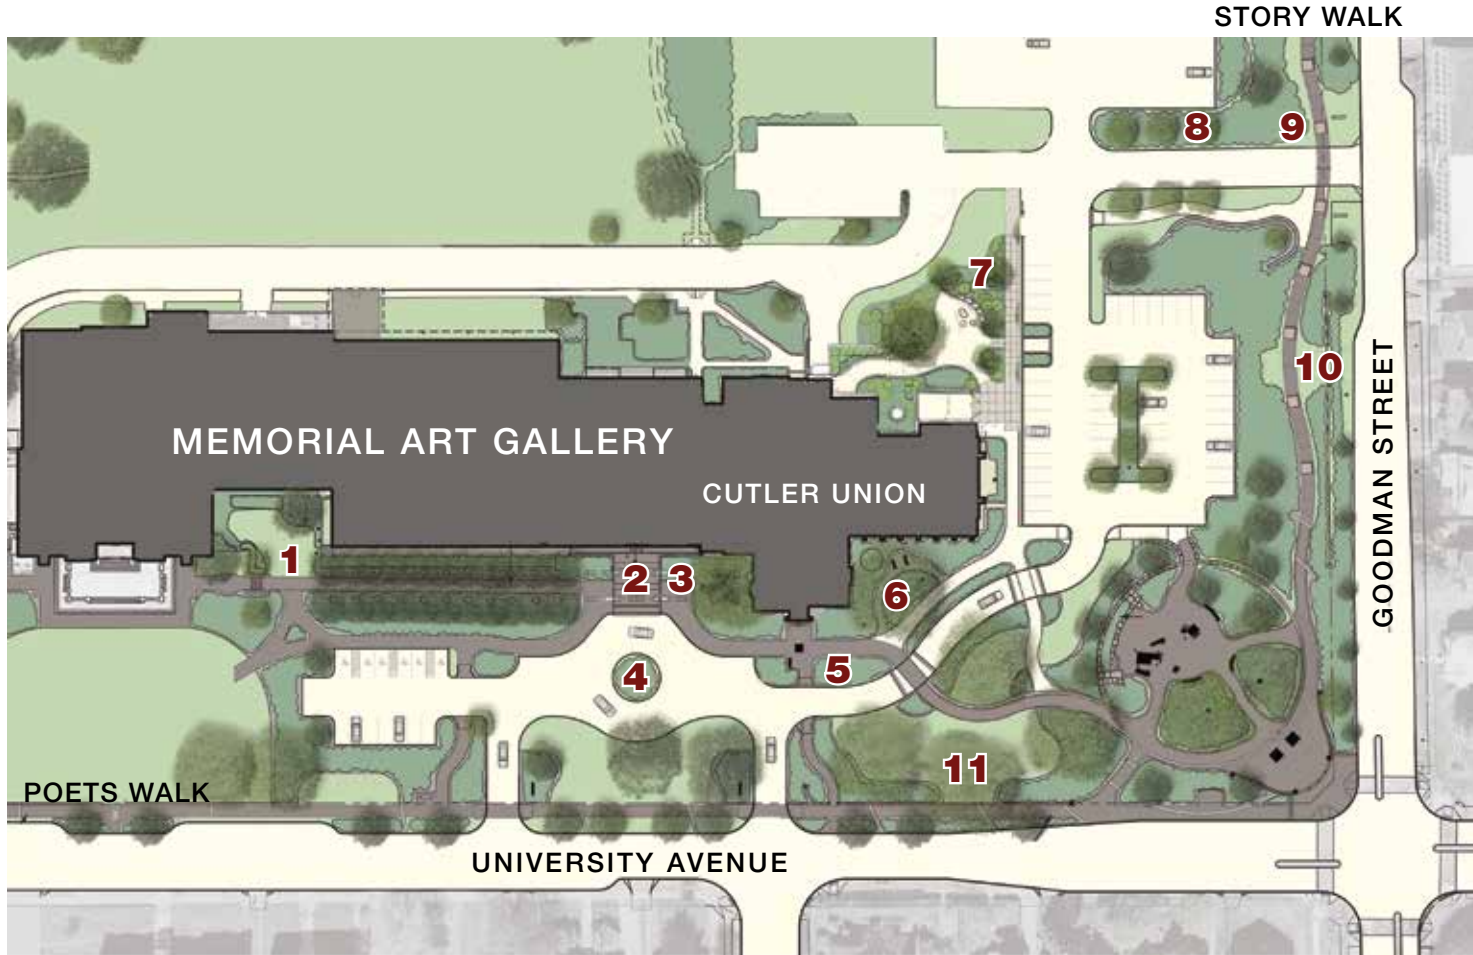 STORY WALK
8
9
7
10
GOODMAN STREET
MEMORIAL ART GALLERY
CUTLER UNION
1
2
3
6
5
4
11
POETS WALK
UNIVERSITY AVENUE